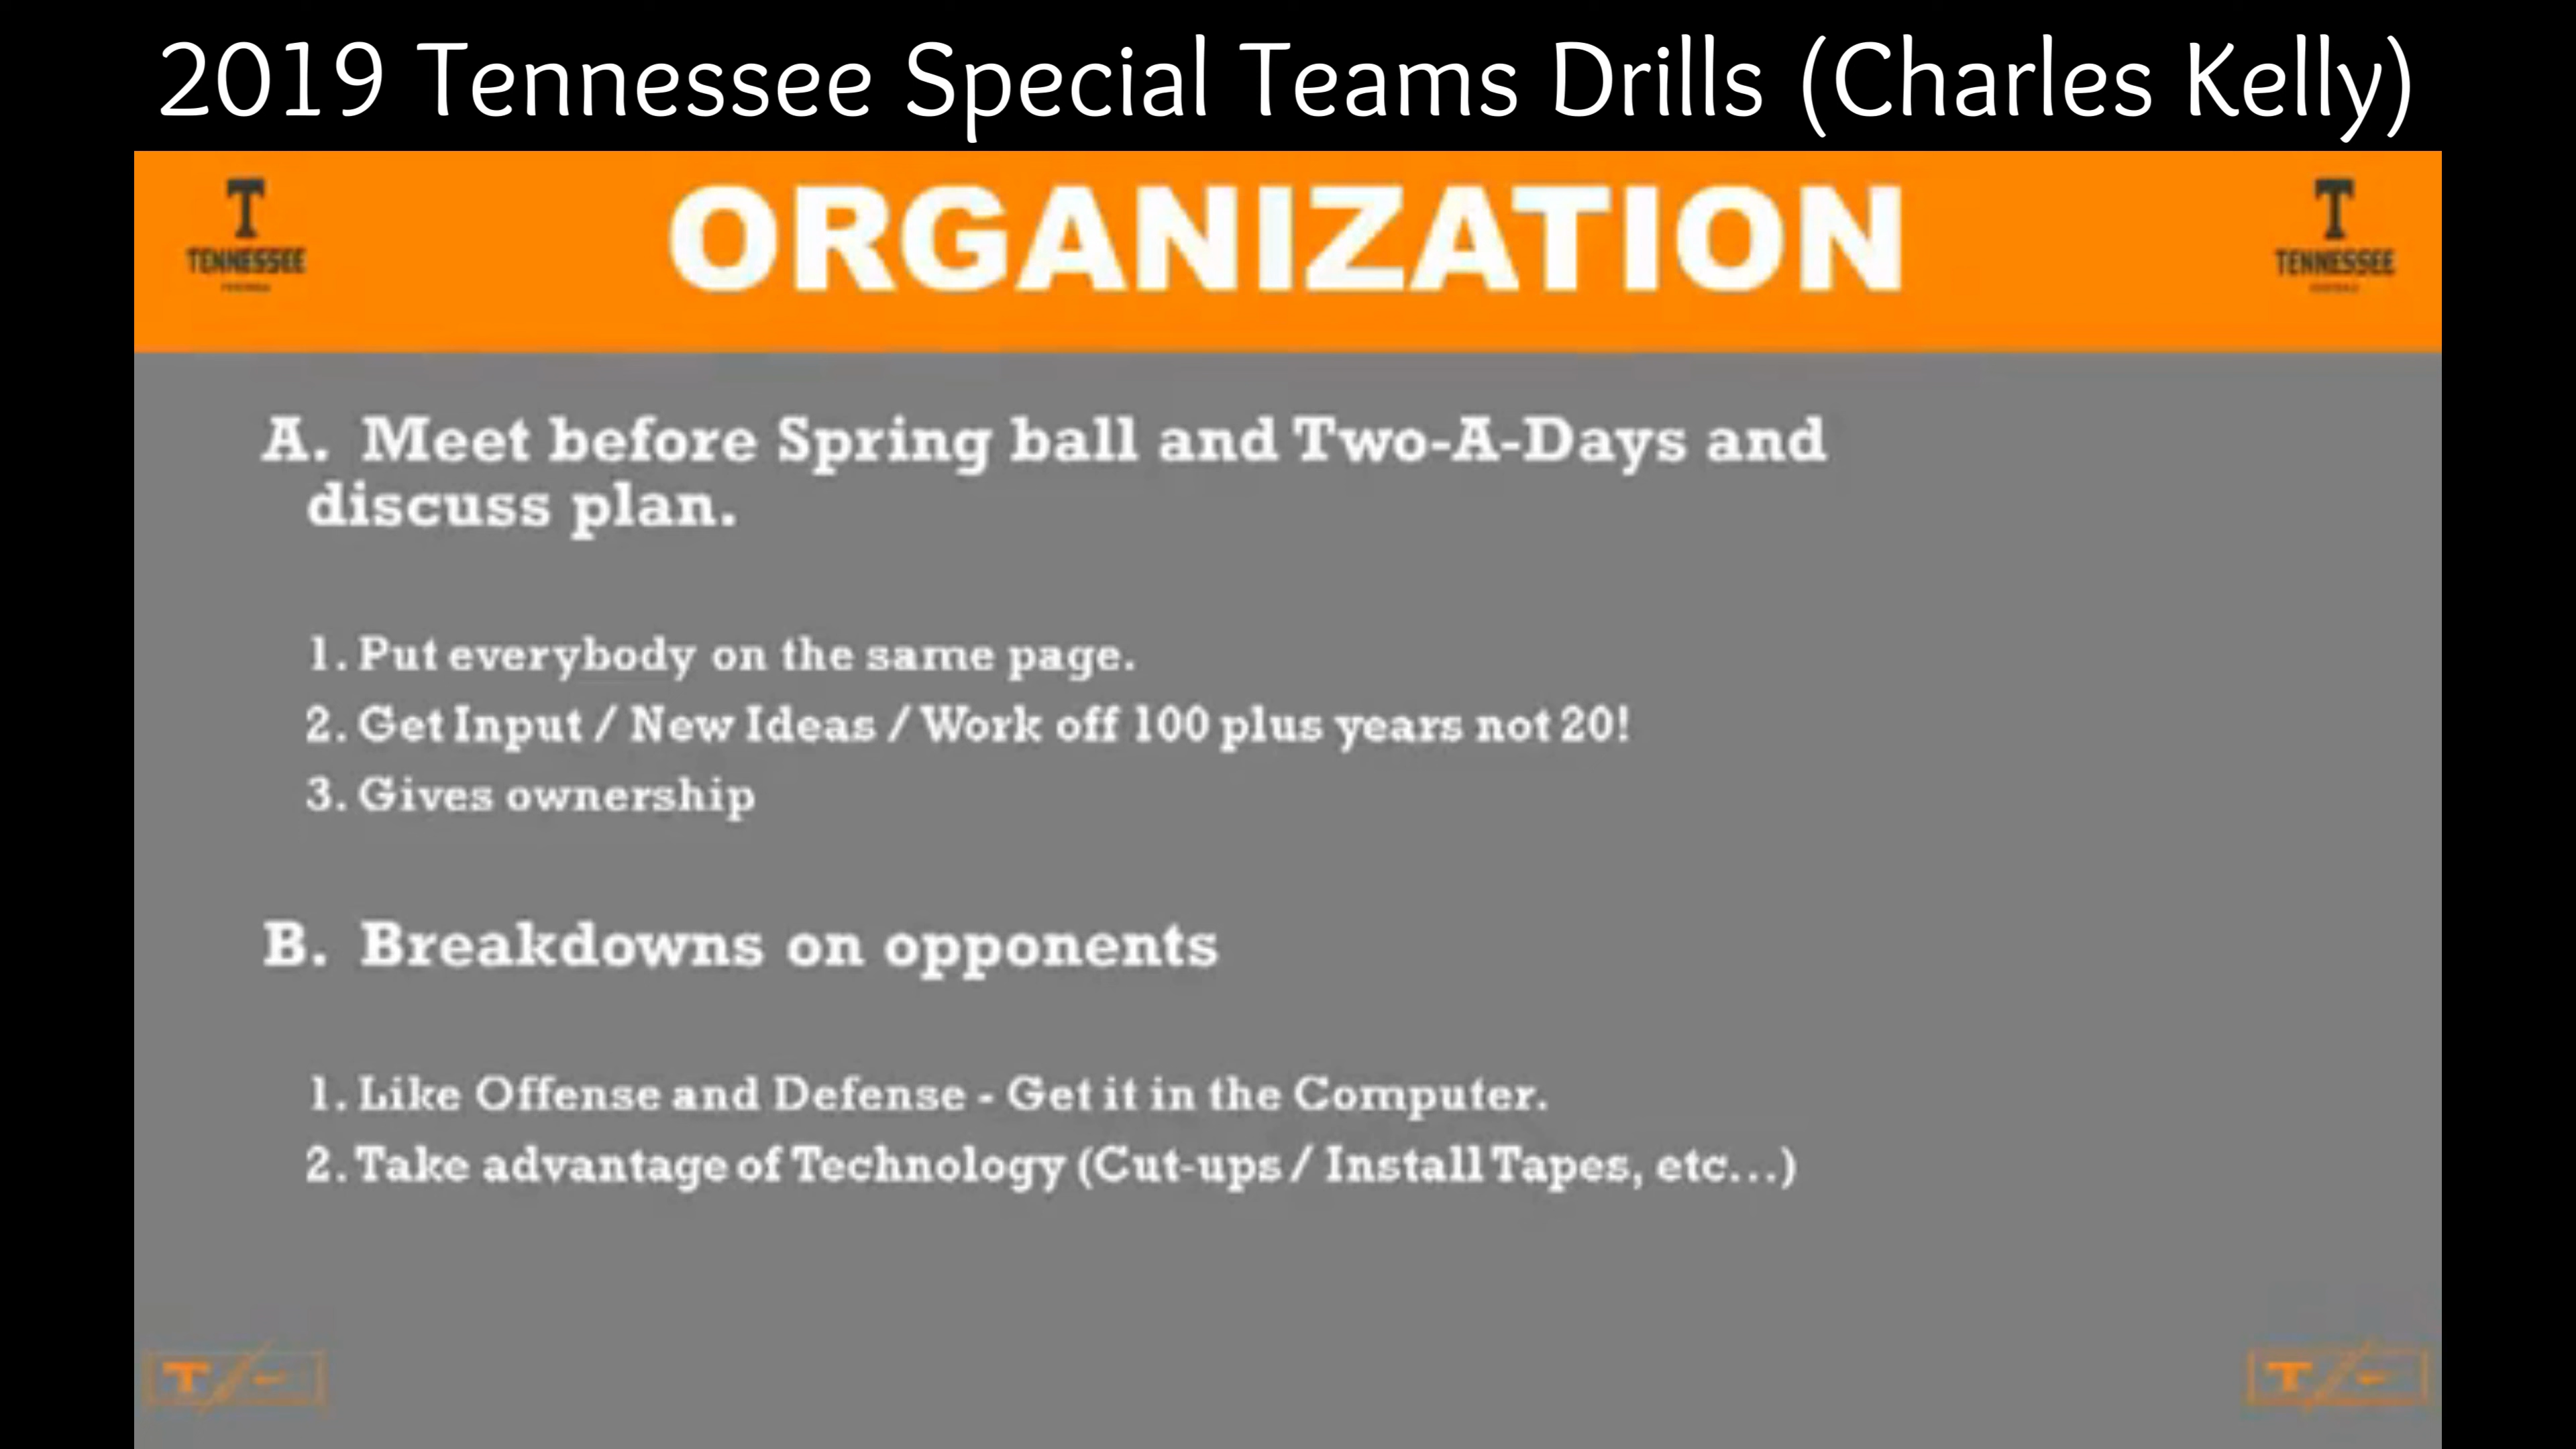 2019 Tennessee Special Teams Drills (Charles Kelly)
T
TENNESSEE
ORGANIZATION
T
TENNESSEE
A. Meet before Spring ball and Two-A-Days and
discuss plan.
1. Put everybody on the same page.
2. Get Input / New Ideas / Work off 100 plus years not 20!
3. Gives ownership
B. Breakdowns on opponents
1. Like Offense and Defense - Get it in the Computer.
2. Take advantage of Technology (Cut-ups / Install Tapes, etc...)
T
T